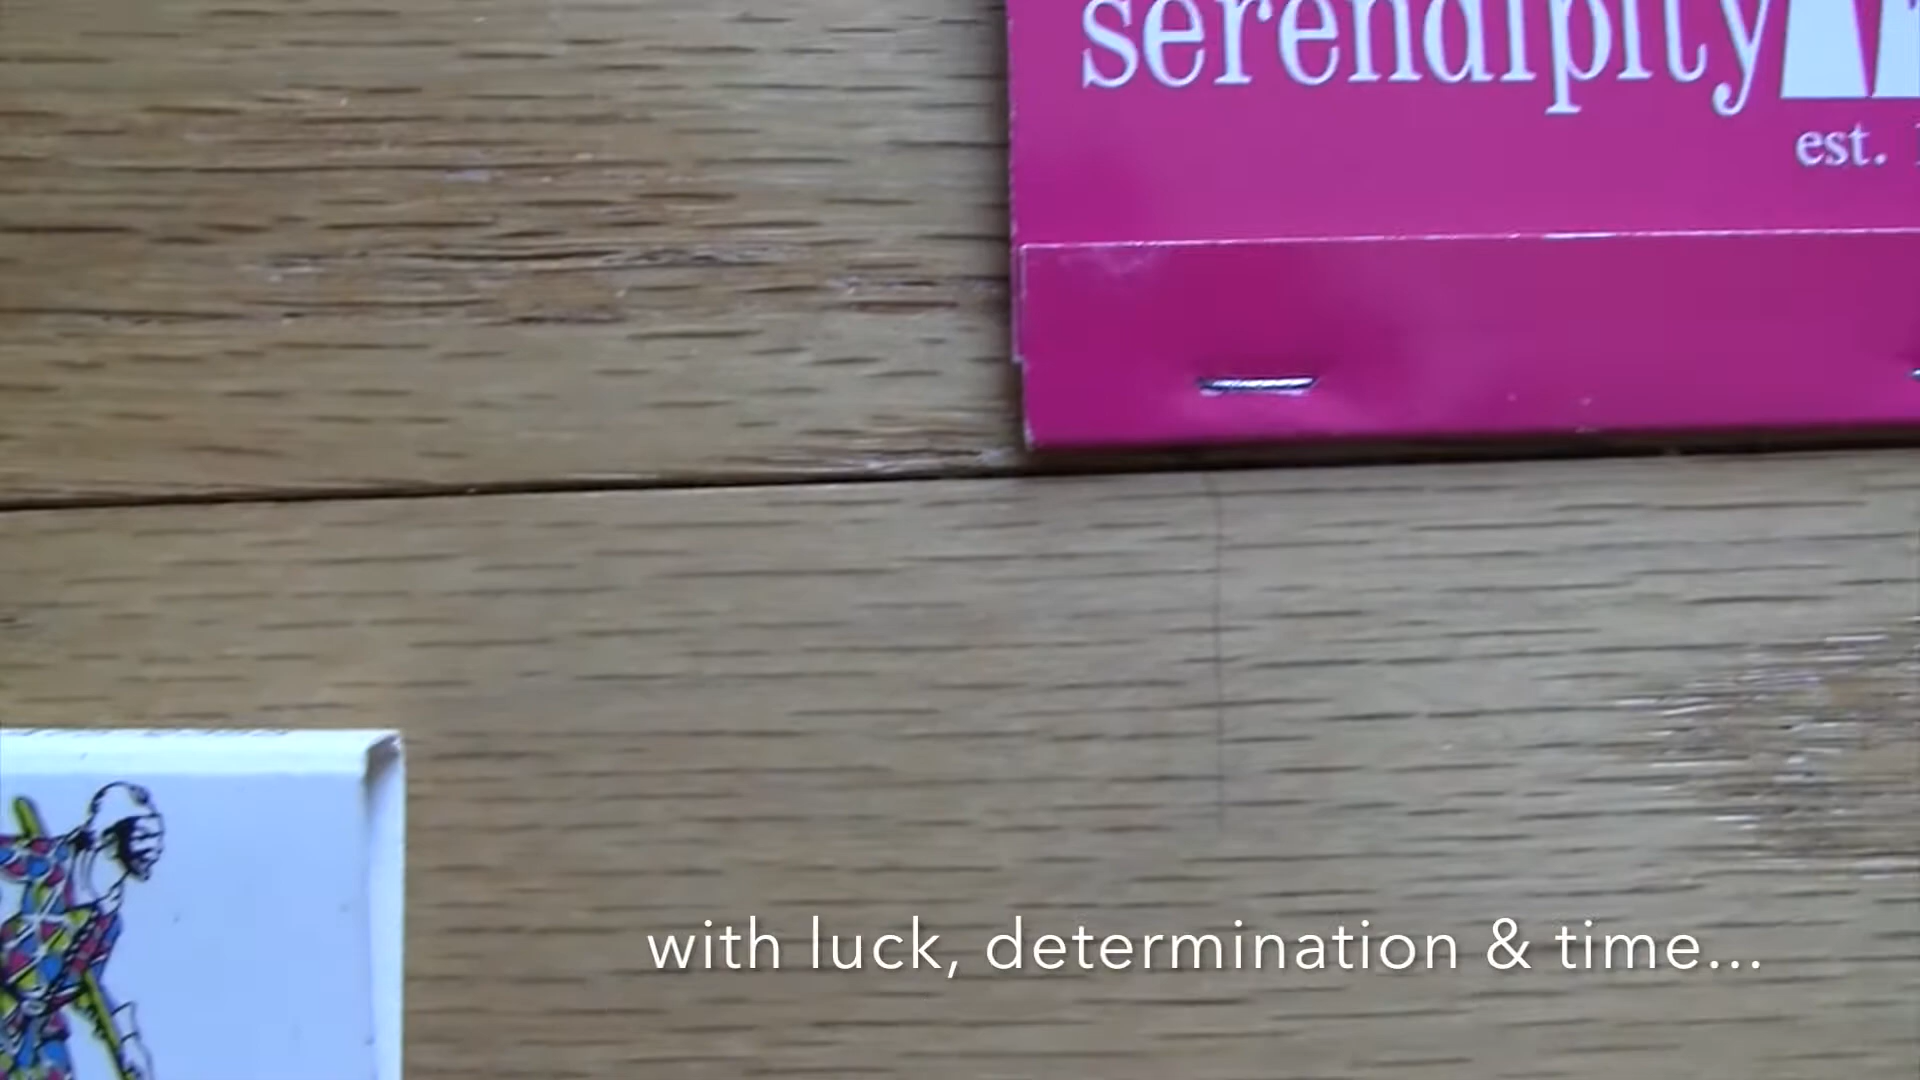 serendipity
est.
with luck, determination & time...